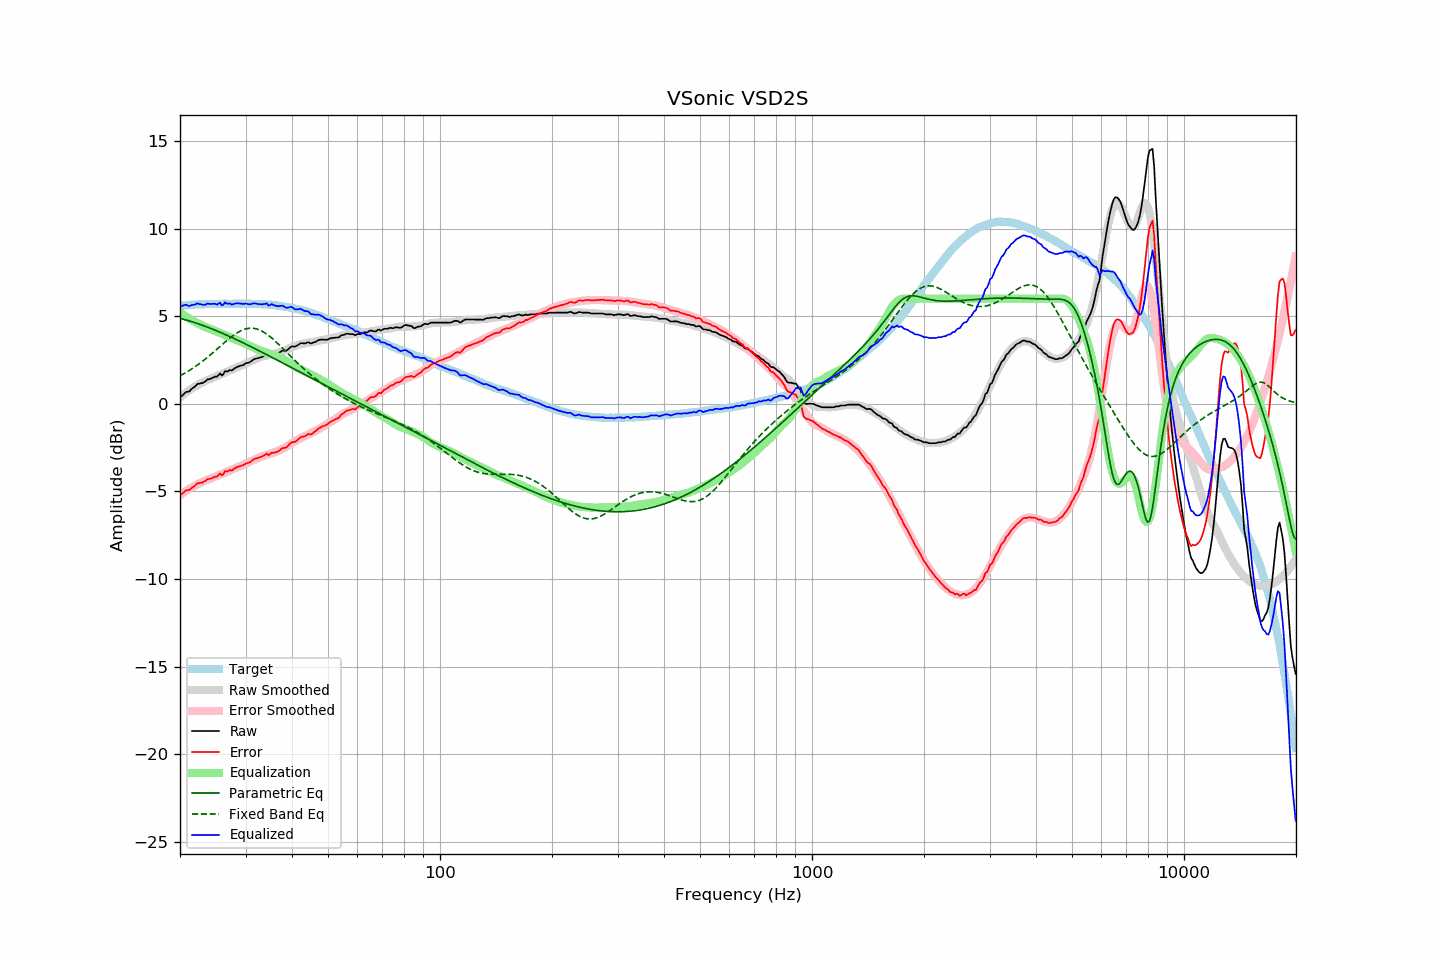 VSonic VSD2S
Amplitude (dBr)
15
10
5
0
−5
−10
−15
−20
−25
Target
Raw Smoothed
Error Smoothed
Raw
Error
Equalization
Parametric Eq
Fixed Band Eq
Equalized
100
1000
10000
Frequency (Hz)